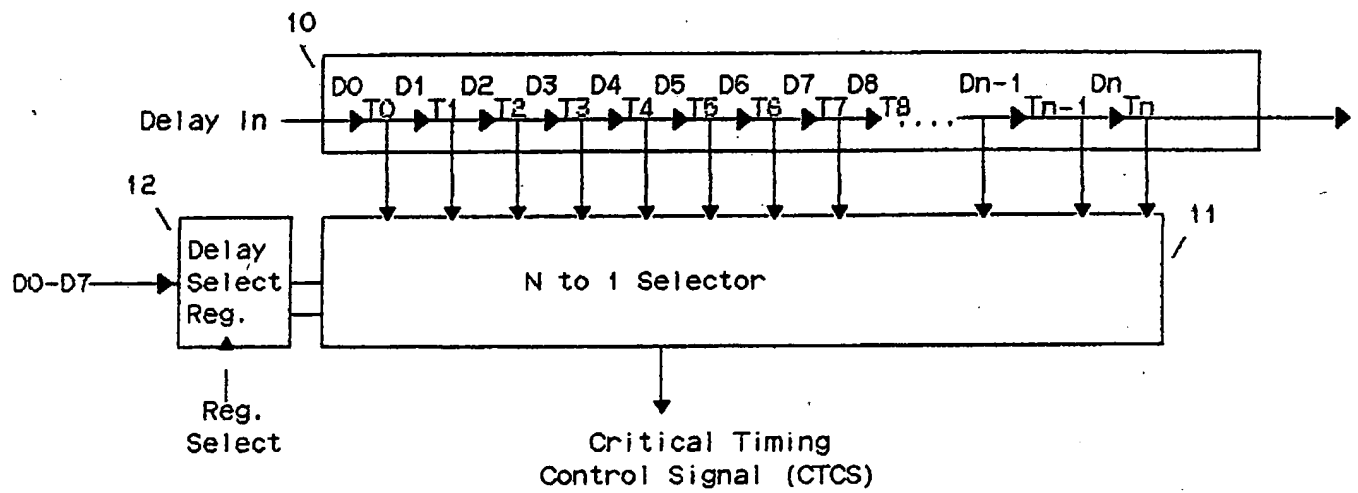 10
D0 D1 D2 D3 D4 D5 D6 D7 D8 Dn-1 Dn
Delay In T0 T1 T2 T3 T4 T5 T6 T7 T8 ..... Tn-1 Tn
12
11
Delay
D0-D7 Select N to 1 Selector
Reg.
Reg.
Select
Critical Timing
Control Signal (CTCS)